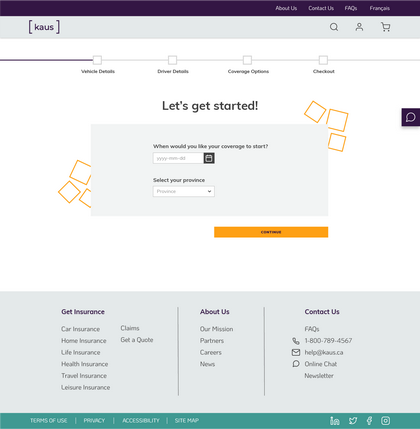 About Us Contact Us FAQs Français
[ kaus ]
Vehicle Details Driver Details Coverage Options Checkout
Let's get started!
When would you like your coverage to start?
yyyy-mm-dd
Select your province
Province
CONTINUE
Get Insurance
Car Insurance
Home Insurance
Life Insurance
Health Insurance
Travel Insurance
Leisure Insurance
Claims
Get a Quote
About Us
Our Mission
Partners
Careers
News
Contact Us
FAQs
1-800-789-4567
help@kaus.ca
Online Chat
Newsletter
TERMS OF USE | PRIVACY | ACCESSIBILITY | SITE MAP